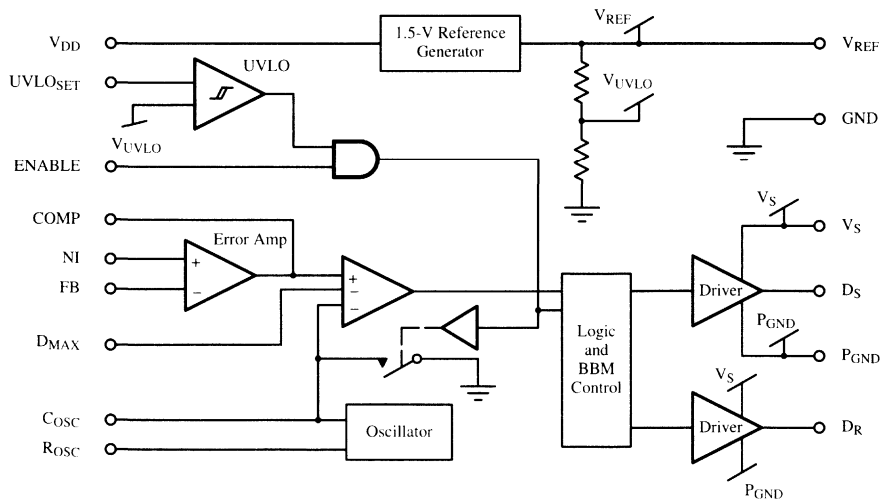 V_REF
V_DD
1.5-V Reference
Generator
V_REF
UVLO_SET
UVLO
V_UVLO
V_UVLO
GND
ENABLE
COMP
V_S
V_S
Error Amp
NI
+
+
FB
−
−
−
Driver
D_S
D_MAX
Logic
and
BBM
Control
P_GND
P_GND
V_S
C_OSC
Oscillator
Driver
D_R
R_OSC
P_GND